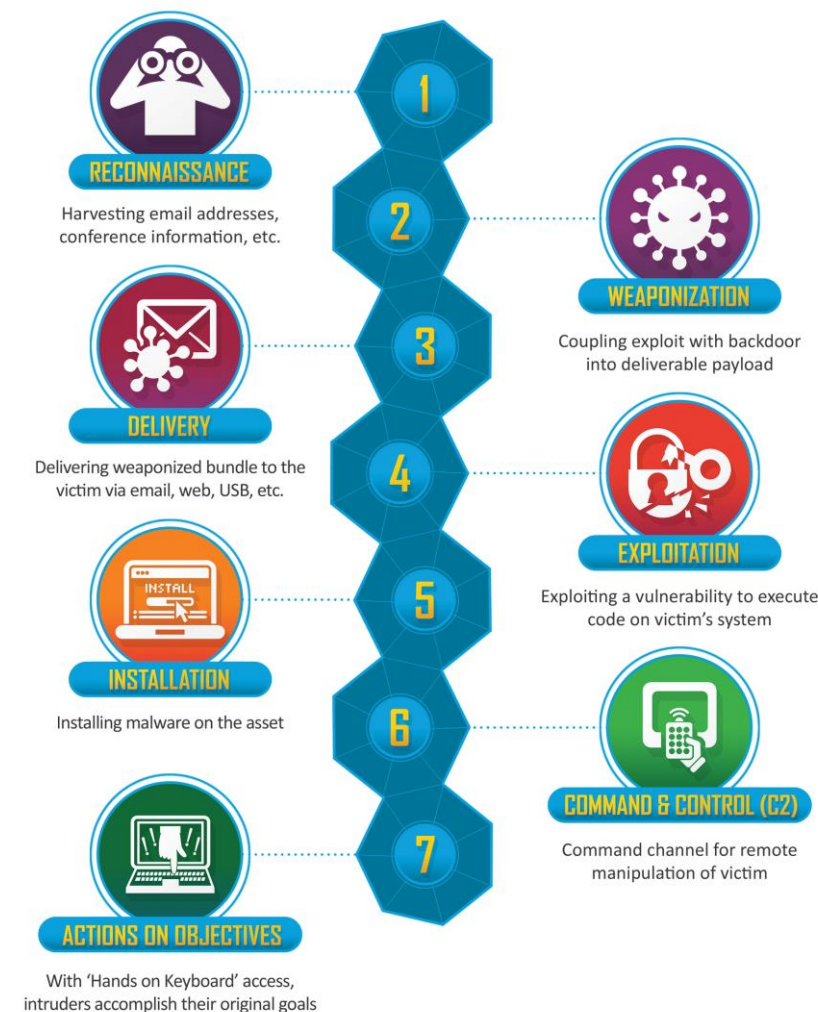 1
RECONNAISSANCE
Harvesting email addresses,
conference information, etc.
2
WEAPONIZATION
Coupling exploit with backdoor
into deliverable payload
3
DELIVERY
Delivering weaponized bundle to the
victim via email, web, USB, etc.
4
EXPLOITATION
Exploiting a vulnerability to execute
code on victim’s system
5
INSTALL
INSTALLATION
Installing malware on the asset
6
COMMAND & CONTROL (C2)
Command channel for remote
manipulation of victim
7
ACTIONS ON OBJECTIVES
With ‘Hands on Keyboard’ access,
intruders accomplish their original goals